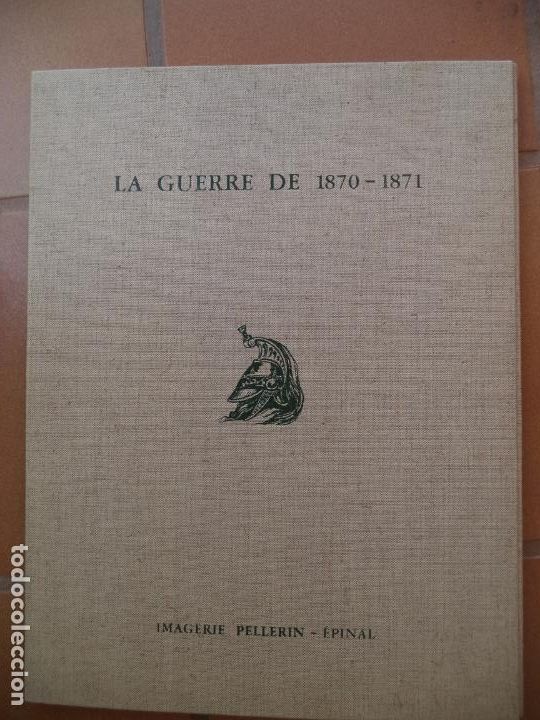 LA GUERRE DE 1870-1871
IMAGERIE PELLERIN - ÉPINAL
todocoleccion